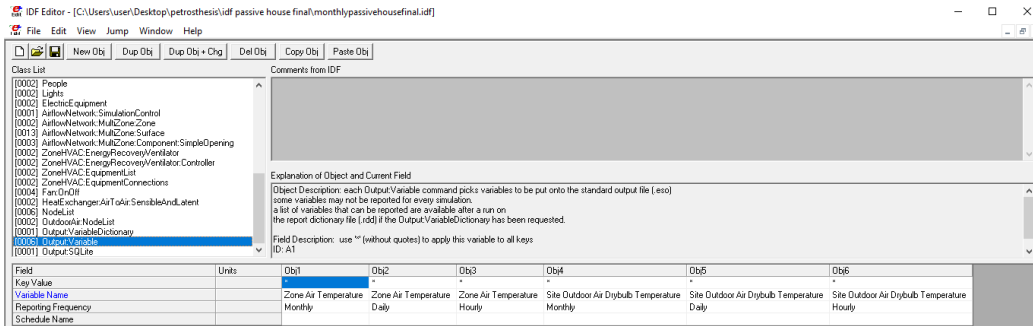 IDF Editor - [C:\Users\user\Desktop\petrosthesis\idf passive house final\monthlypassivehousefinal.idf]
File Edit View Jump Window Help
New Obj Dup Obj Dup Obj + Chg Del Obj Copy Obj Paste Obj
Class List
Comments from IDF
[0002] People
[0002] Lights
[0002] ElectricEquipment
[0001] AirflowNetwork:SimulationControl
[0002] AirflowNetwork:MultiZone:Zone
[0013] AirflowNetwork:MultiZone:Surface
[0003] AirflowNetwork:MultiZone:Component:SimpleOpening
[0002] ZoneHVAC:EnergyRecoveryVentilator
[0002] ZoneHVAC:EnergyRecoveryVentilator:Controller
[0002] ZoneHVAC:EquipmentList
[0002] ZoneHVAC:EquipmentConnections
[0004] Fan:OnOff
[0002] HeatExchanger:AirToAir:SensibleAndLatent
[0006] NodeList
[0002] OutdoorAir:NodeList
[0001] Output:VariableDictionary
[0006] Output:Variable
[0001] Output:SQLite
Explanation of Object and Current Field
Object Description: each Output:Variable command picks variables to be put onto the standard output file (.eso)
some variables may not be reported for every simulation.
a list of variables that can be reported are available after a run on
the report dictionary file (.rdd) if the Output:VariableDictionary has been requested.
Field Description: use '*' (without quotes) to apply this variable to all keys
ID: A1
Field Units Obj1 Obj2 Obj3 Obj4 Obj5 Obj6
Key Value * * * * * *
Variable Name Zone Air Temperature Zone Air Temperature Zone Air Temperature Site Outdoor Air Drybulb Temperature Site Outdoor Air Drybulb Temperature Site Outdoor Air Drybulb Temperature
Reporting Frequency Monthly Daily Hourly Monthly Daily Hourly
Schedule Name